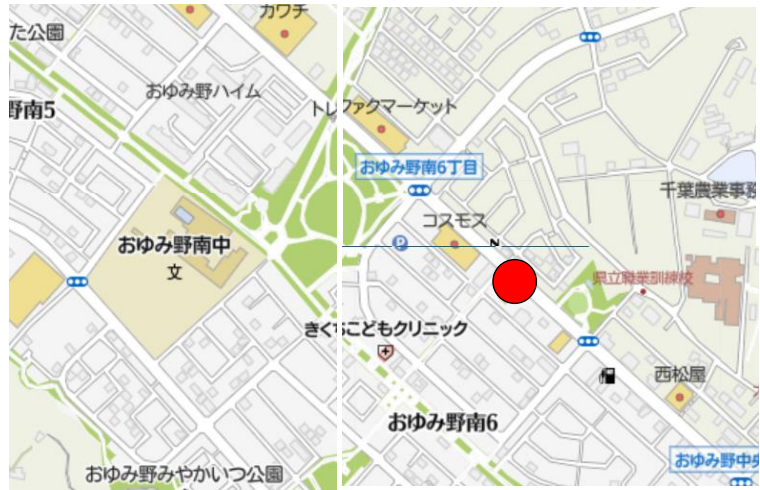 カワチ
た公園
おゆみ野ハイム
野南5
トレファクマーケット
おゆみ野南6丁目
千葉農業事務
コスモス
おゆみ野南中
文
P
県立職業訓練校
きくちこどもクリニック
西松屋
おゆみ野南6
おゆみ野中央
おゆみ野みやかいつ公園